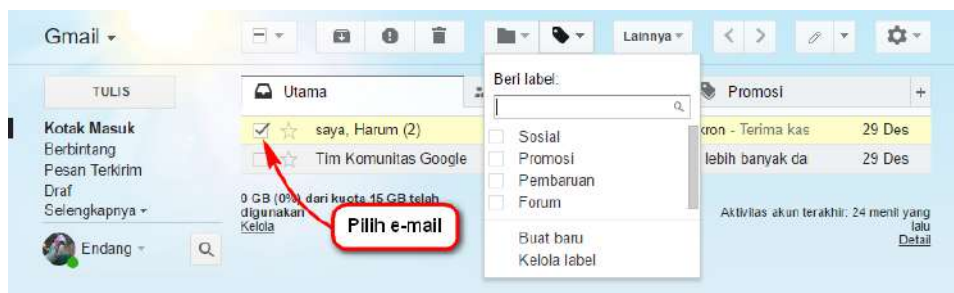 Gmail
Lainnya
TULIS
Utama
Beri label:
Promosi
Kotak Masuk
saya, Harum (2)
kron - Terima kas
29 Des
Berbintang
Tim Komunitas Google
lebih banyak da
29 Des
Pesan Terkirim
Draf
Selengkapnya
Sosial
Promosi
Pembaruan
Forum
Buat baru
Kelola label
0 GB (0%) dari kuota 15 GB telah
digunakan
Kelola
Pilih e-mail
Aktivitas akun terakhir: 24 menit yang
lalu
Detail
Endang